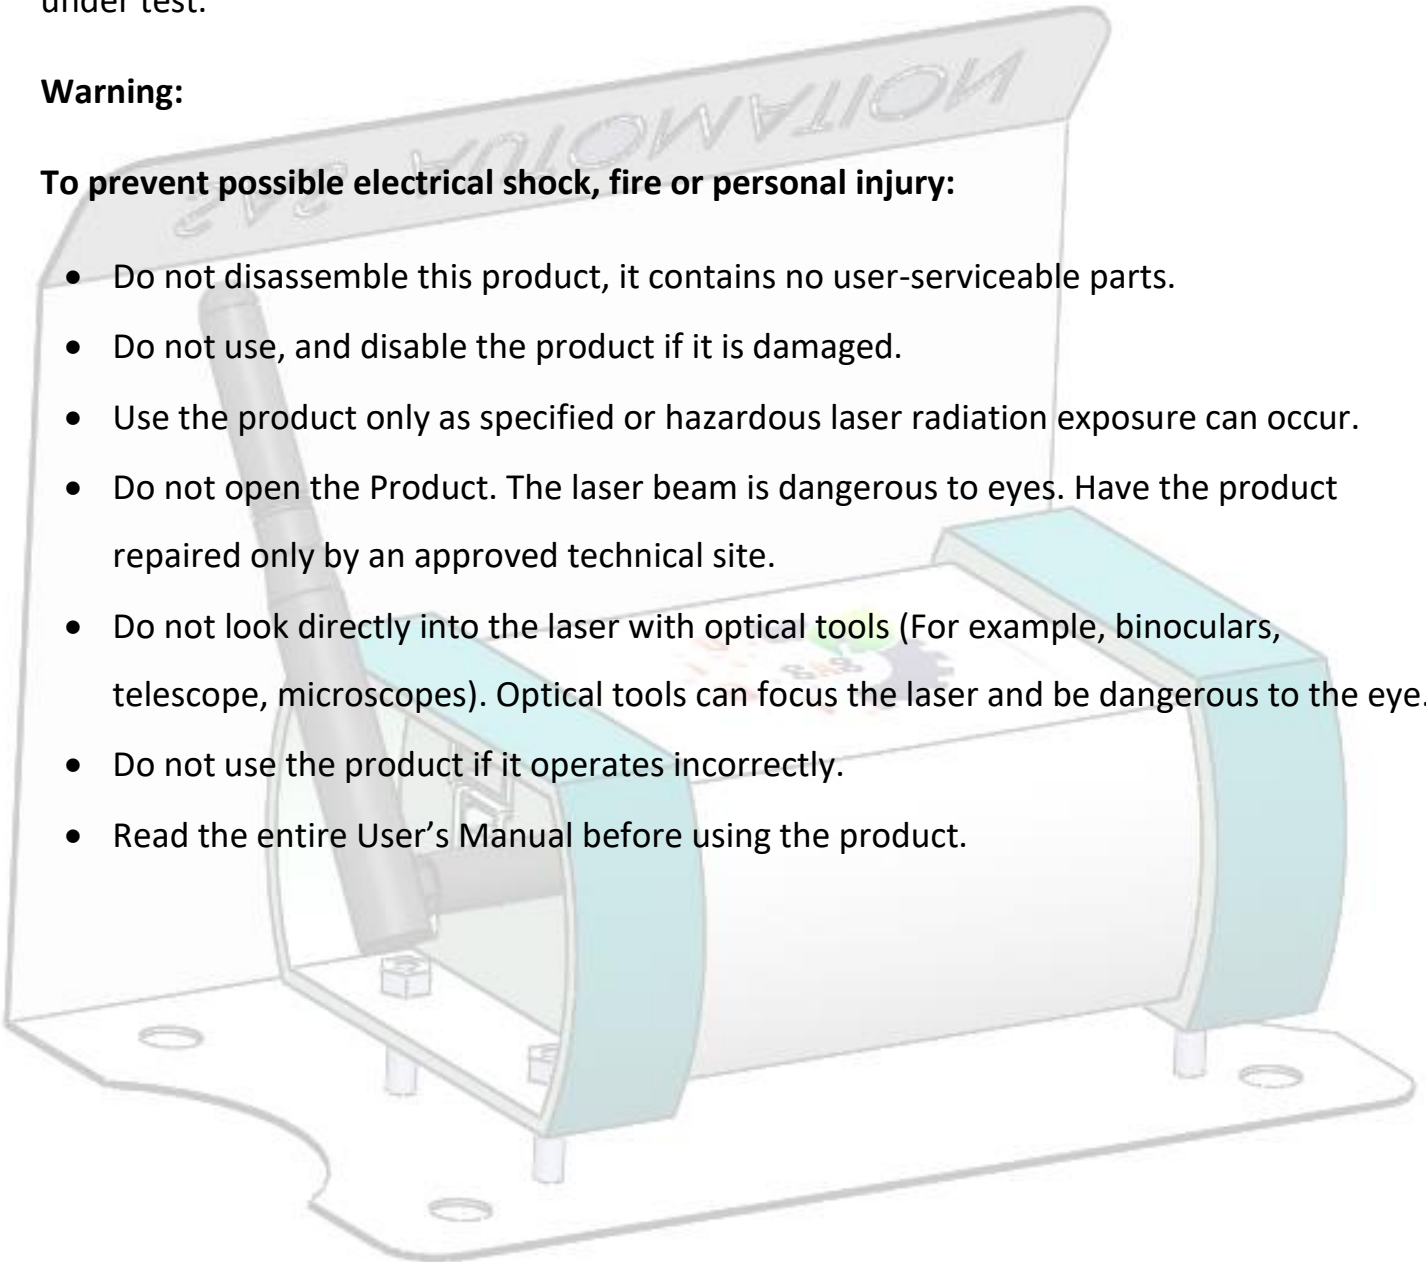 under test.
Warning:
To prevent possible electrical shock, fire or personal injury:
• Do not disassemble this product, it contains no user-serviceable parts.
• Do not use, and disable the product if it is damaged.
• Use the product only as specified or hazardous laser radiation exposure can occur.
• Do not open the Product. The laser beam is dangerous to eyes. Have the product
repaired only by an approved technical site.
• Do not look directly into the laser with optical tools (For example, binoculars,
telescope, microscopes). Optical tools can focus the laser and be dangerous to the eye.
• Do not use the product if it operates incorrectly.
• Read the entire User’s Manual before using the product.